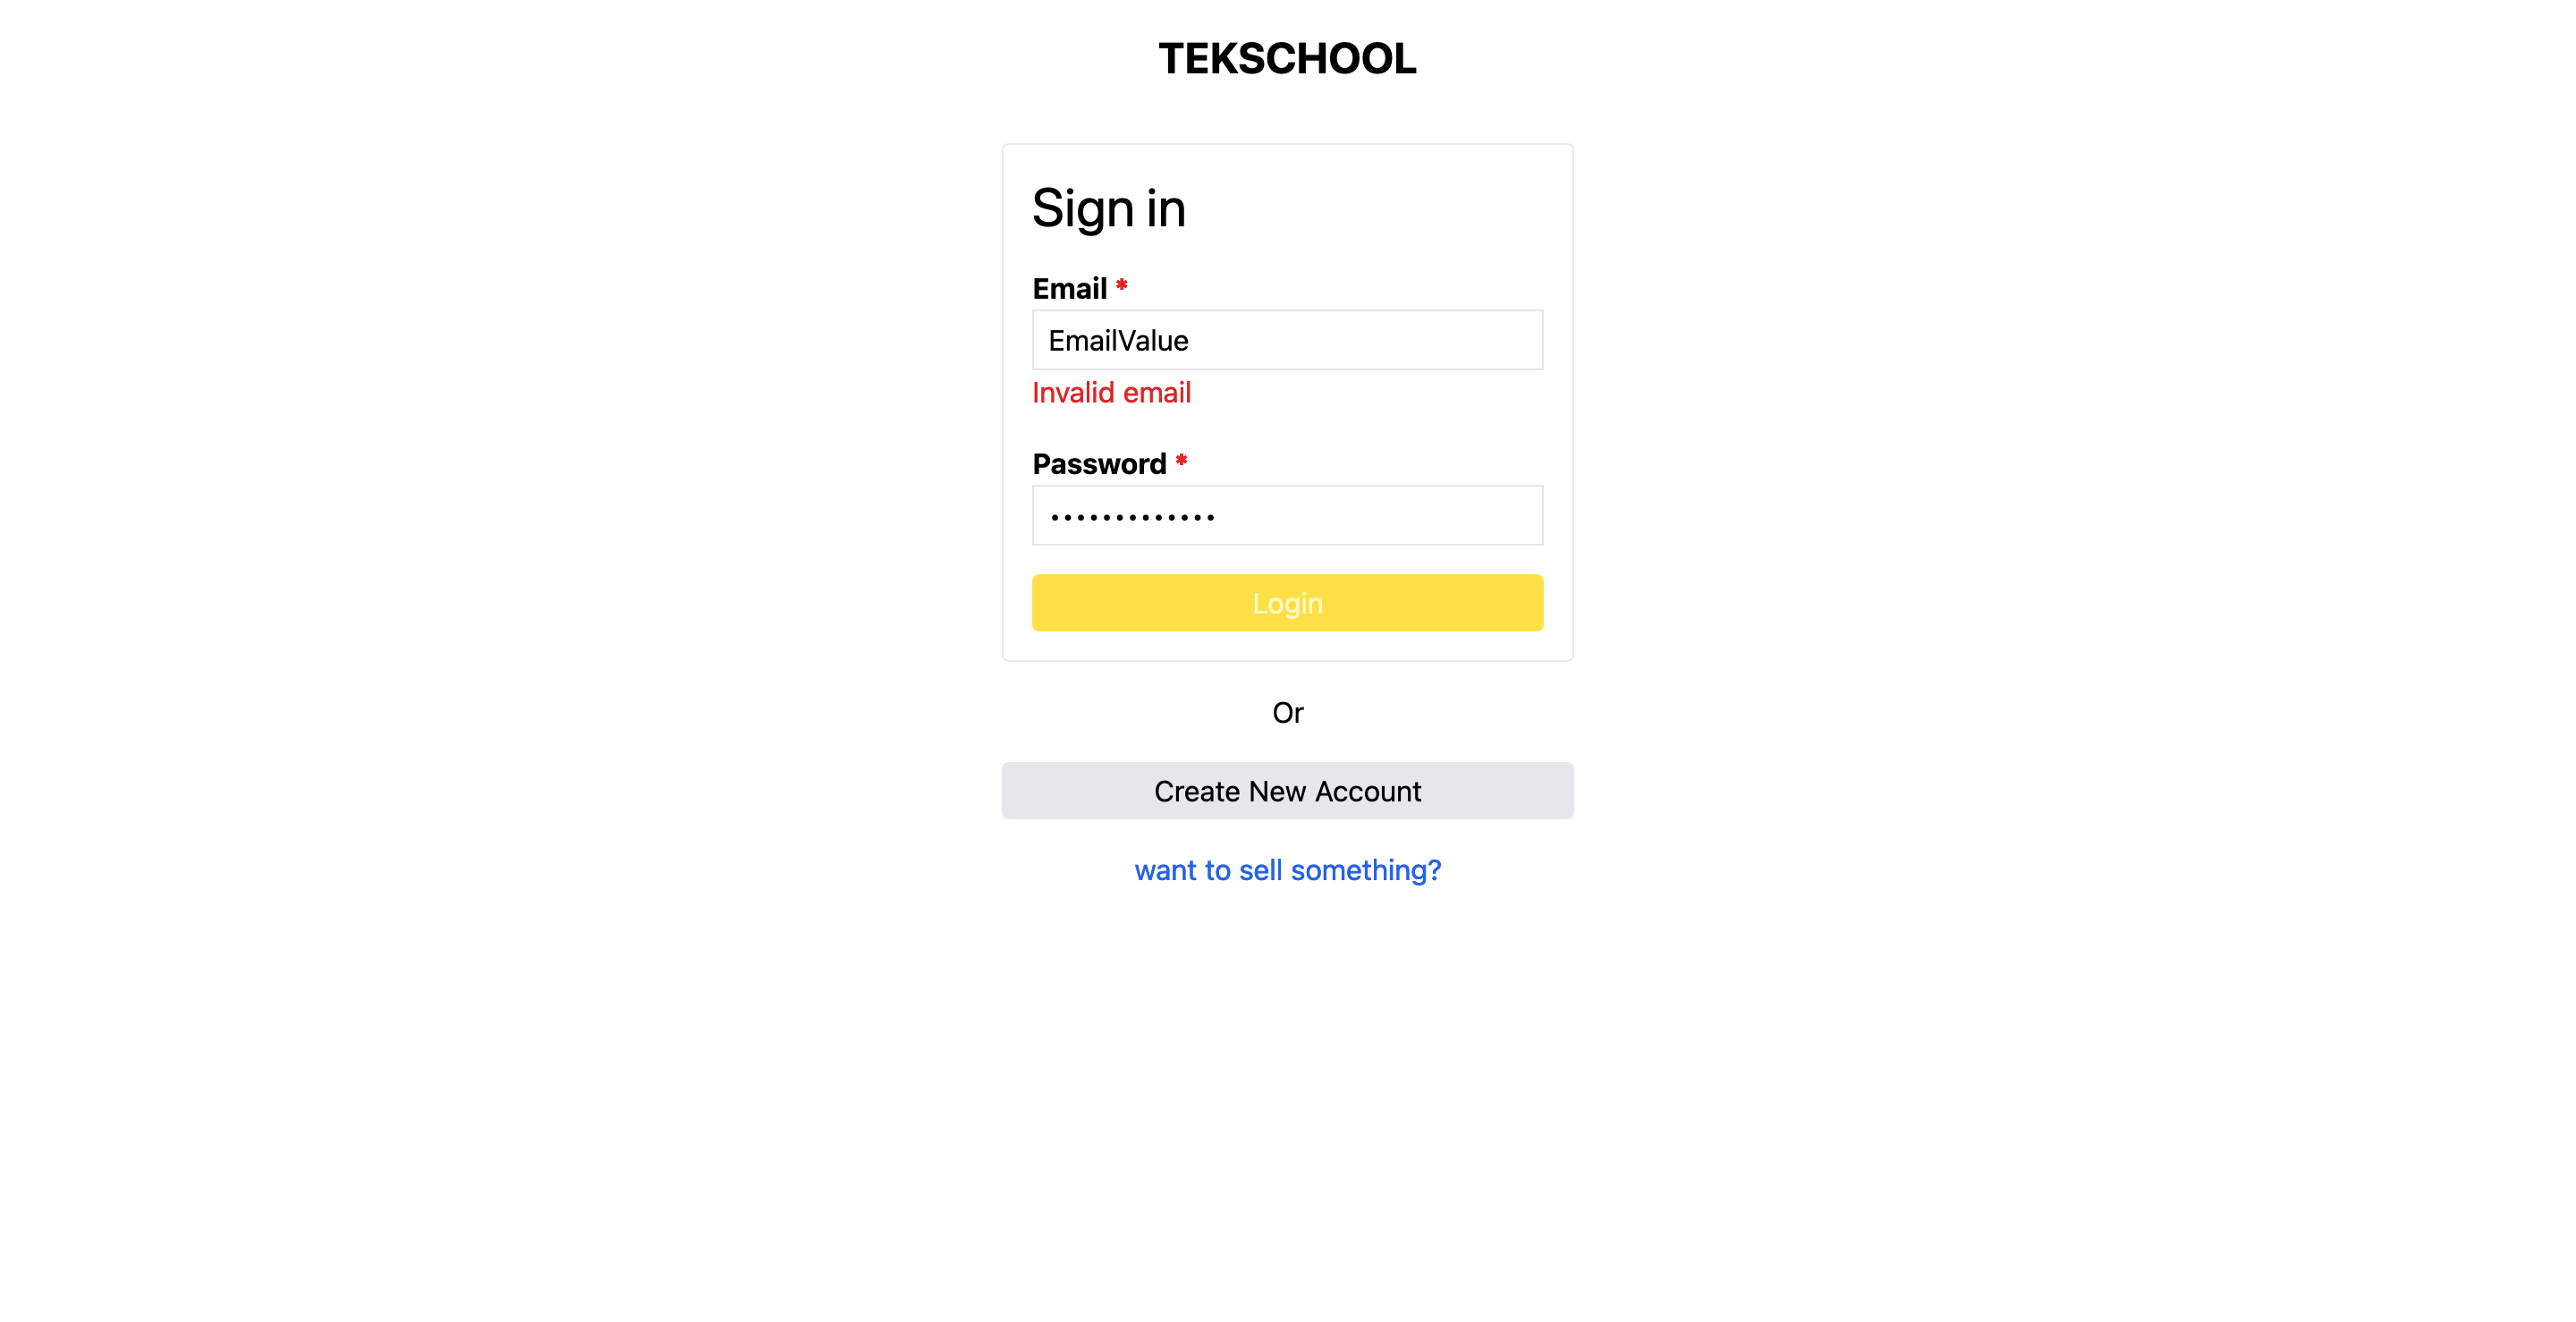 TEKSCHOOL
Sign in
Email *
EmailValue
Invalid email
Password *
•••••••••••••
Login
Or
Create New Account
want to sell something?